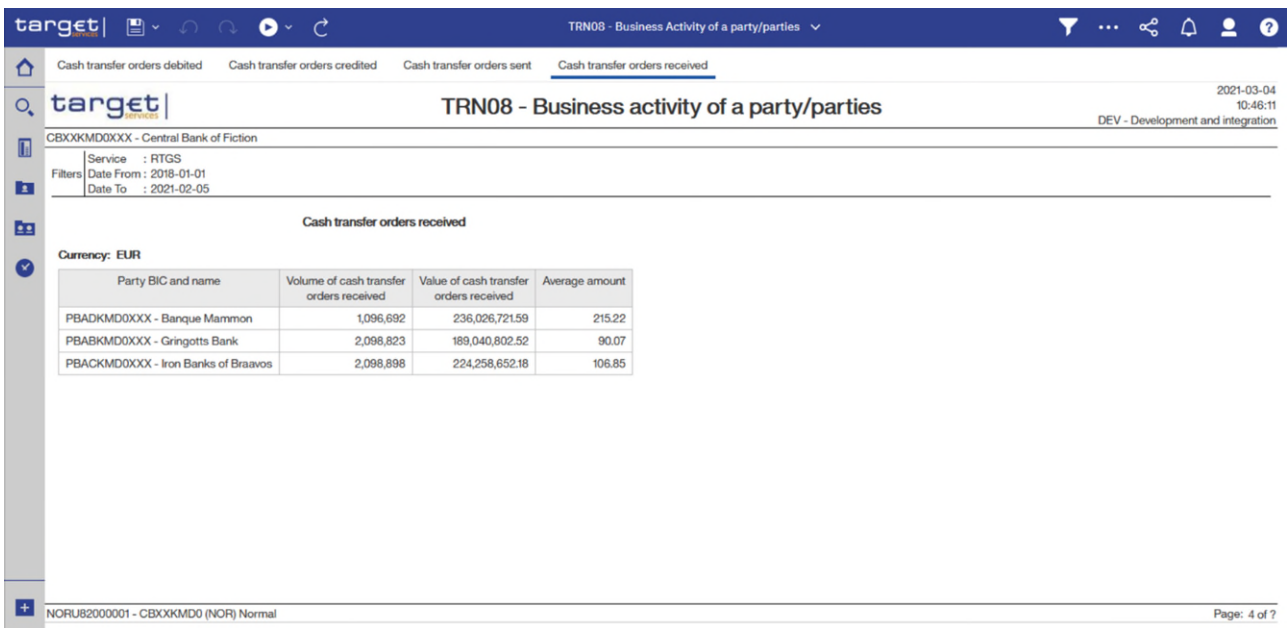 target|
services
TRN08 - Business Activity of a party/parties
?
Cash transfer orders debited Cash transfer orders credited Cash transfer orders sent Cash transfer orders received
target|
services
TRN08 - Business activity of a party/parties
2021-03-04
10:46:11
DEV - Development and integration
CBXXKMD0XXX - Central Bank of Fiction
Service : RTGS
Filters Date From : 2018-01-01
Date To : 2021-02-05
Cash transfer orders received
Currency: EUR
Party BIC and name Volume of cash transfer orders received Value of cash transfer orders received Average amount
PBADKMD0XXX - Banque Mammon 1,096,692 236,026,721.59 215.22
PBABKMD0XXX - Gringotts Bank 2,098,823 189,040,802.52 90.07
PBACKMD0XXX - Iron Banks of Braavos 2,098,898 224,258,652.18 106.85
NORU82000001 - CBXXKMD0 (NOR) Normal Page: 4 of ?